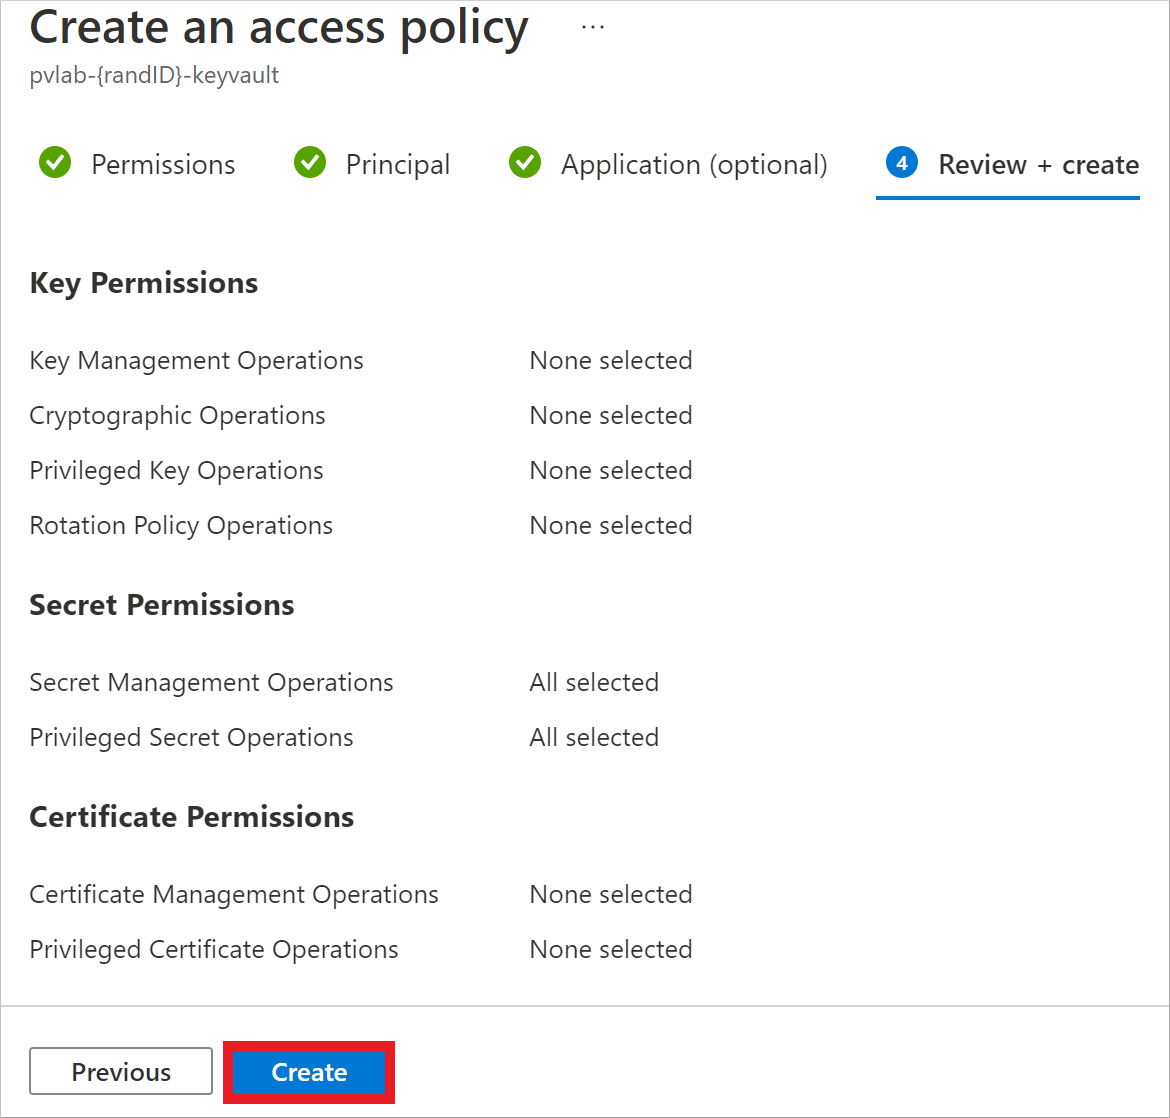 Create an access policy ...
pvlab-{randID}-keyvault
Permissions Principal Application (optional) 4 Review + create
Key Permissions
Key Management Operations None selected
Cryptographic Operations None selected
Privileged Key Operations None selected
Rotation Policy Operations None selected
Secret Permissions
Secret Management Operations All selected
Privileged Secret Operations All selected
Certificate Permissions
Certificate Management Operations None selected
Privileged Certificate Operations None selected
Previous Create